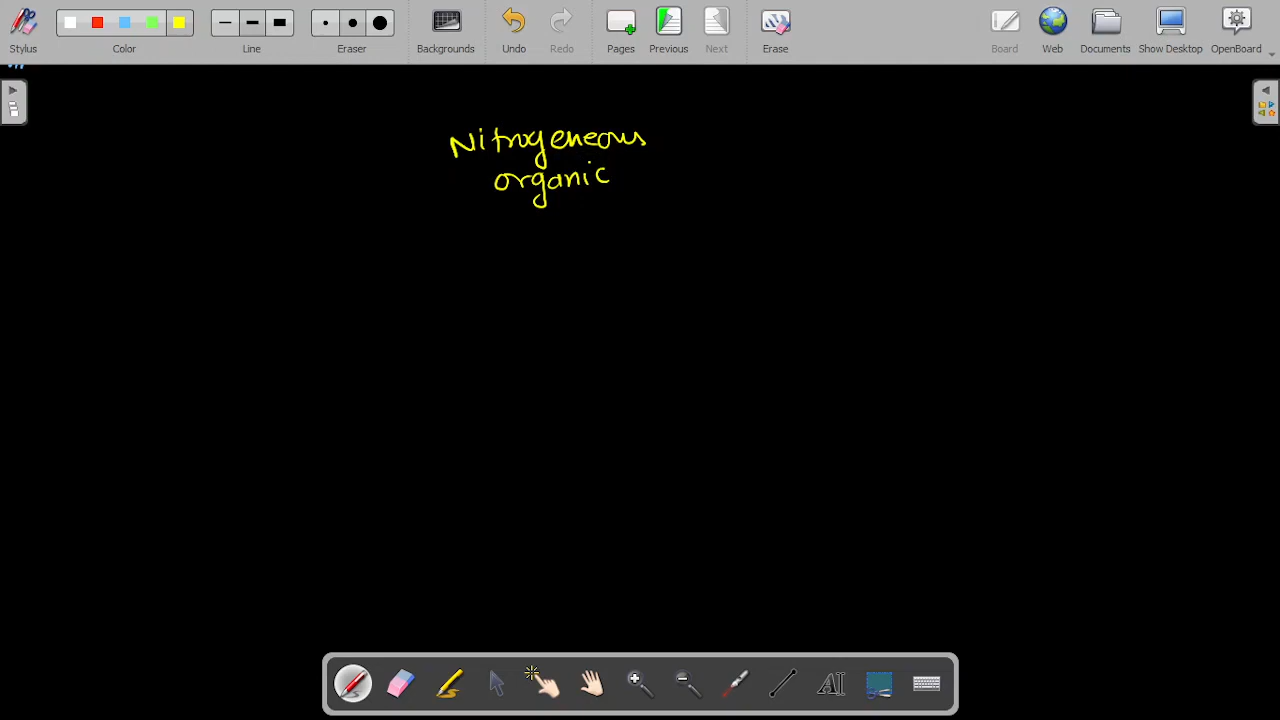 Stylus Color Line Eraser Backgrounds Undo Redo Pages Previous Next Erase Board Web Documents Show Desktop OpenBoard
Nitrogeneous
organic
AI